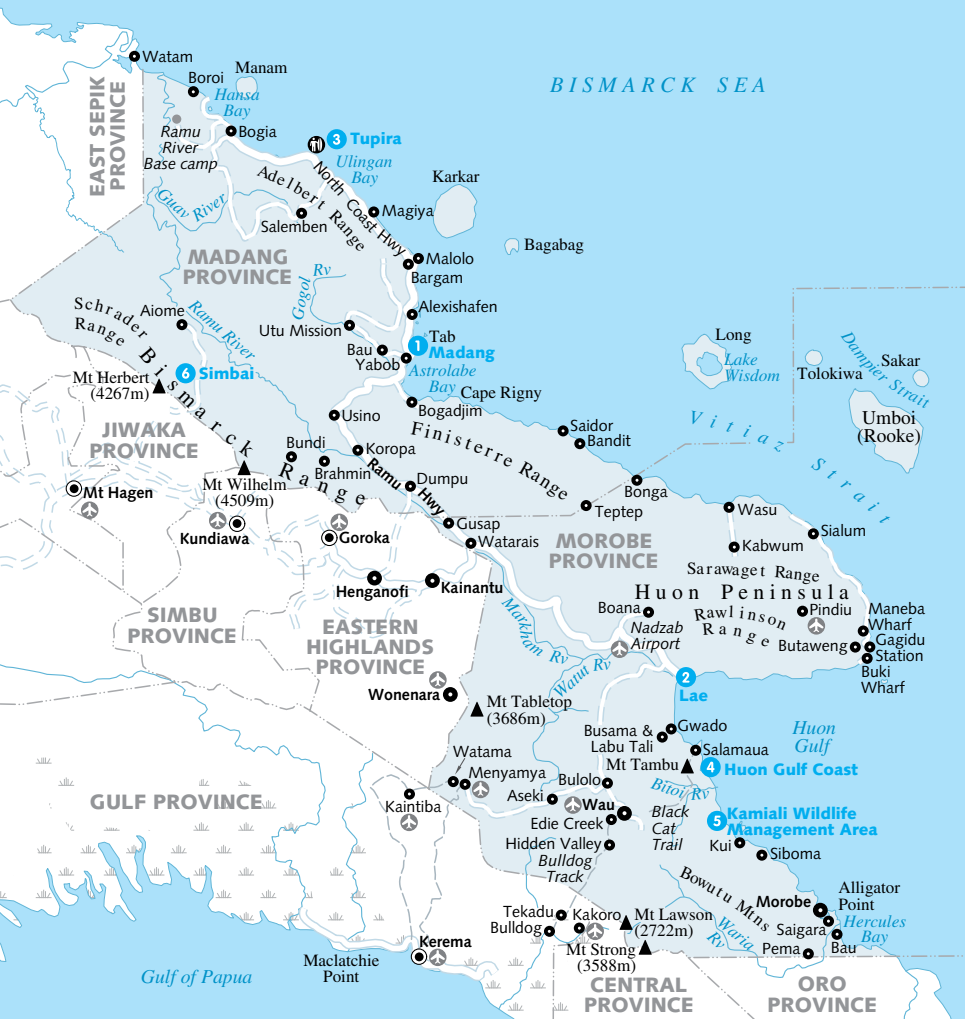 BISMARCK SEA
Watam
Boroi
Manam
Hansa
Bay
EAST SEPIK
PROVINCE
Ramu
River
Base camp
Bogia
3 Tupira
Ulingan
Bay
North Coast Hwy
Adelbert Range
Guav River
Salemben
Magiya
Karkar
Bagabag
MADANG
PROVINCE
Malolo
Bargam
Gogol Rv
Alexishafen
Schrader
Range
Aiome
Ramu River
Utu Mission
Tab
1 Madang
Bau
Yabob
Astrolabe
Bay
Long
Lake
Wisdom
Tolokiwa
Dampier Strait
Sakar
Umboi
(Rooke)
Vitiaz Strait
6 Simbai
Mt Herbert
(4267m)
Bismarck Range
Cape Rigny
Bogadjim
Usino
Finisterre Range
Saidor
Bandit
JIWAKA
PROVINCE
Bundi
Brahmin
Koropa
Ramu Hwy
Dumpu
Mt Wilhelm
(4509m)
Mt Hagen
Kundiawa
Goroka
Gusap
Watarais
Bonga
Teptep
Wasu
Kabwum
Sialum
MOROBE
PROVINCE
Sarawaget Range
Huon Peninsula
Rawlinson
Range
Pindiu
Henganofi
Kainantu
SIMBU
PROVINCE
EASTERN
HIGHLANDS
PROVINCE
Markham Rv
Boana
Nadzab
Airport
Watut Rv
Maneba
Wharf
Butaweng
Gagidu
Station
Buki
Wharf
2
Lae
Wonenara
Mt Tabletop
(3686m)
Busama &
Labu Tali
Gwado
Salamaua
Huon
Gulf
Mt Tambu
4 Huon Gulf Coast
Watama
Menyamya
Bulolo
Bitoi Rv
Aseki
Wau
Edie Creek
Black
Cat
Trail
5 Kamiali Wildlife
Management Area
Hidden Valley
Bulldog
Track
Kui
Siboma
GULF PROVINCE
Kaintiba
Bowutu Mtns
Morobe
Alligator
Point
Saigara
Hercules
Bay
Bau
Pema
Waria
Rv
Tekadu
Bulldog
Kakoro
Mt Lawson
(2722m)
Mt Strong
(3588m)
Kerema
Maclatchie
Point
Gulf of Papua
CENTRAL
PROVINCE
ORO
PROVINCE